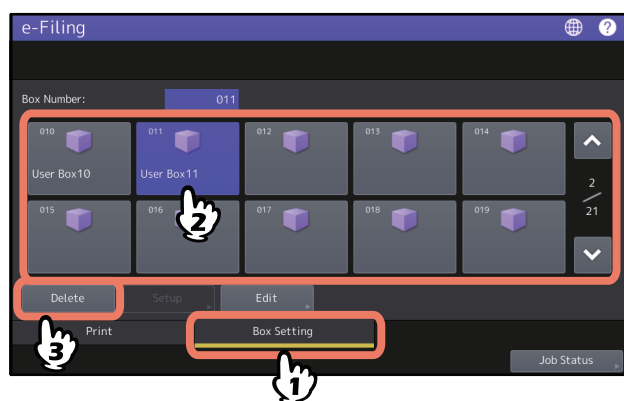 e-Filing
?
Box Number: 011
010 011 012 013 014
User Box10 User Box11
2
21
015 016 017 018 019
2
Delete Setup Edit
Print Box Setting
3
1
Job Status